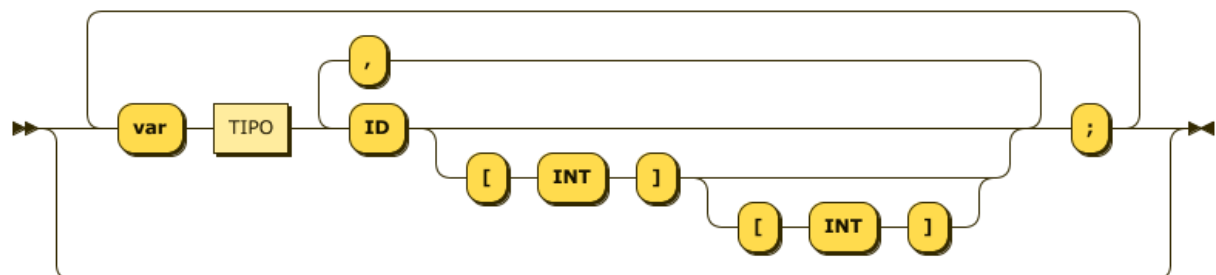 ,
var TIPO ID ;
[ INT ]
[ INT ]